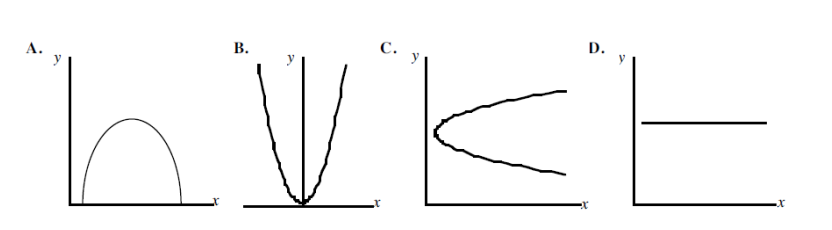 A. y x
B. y x
C. y x
D. y x